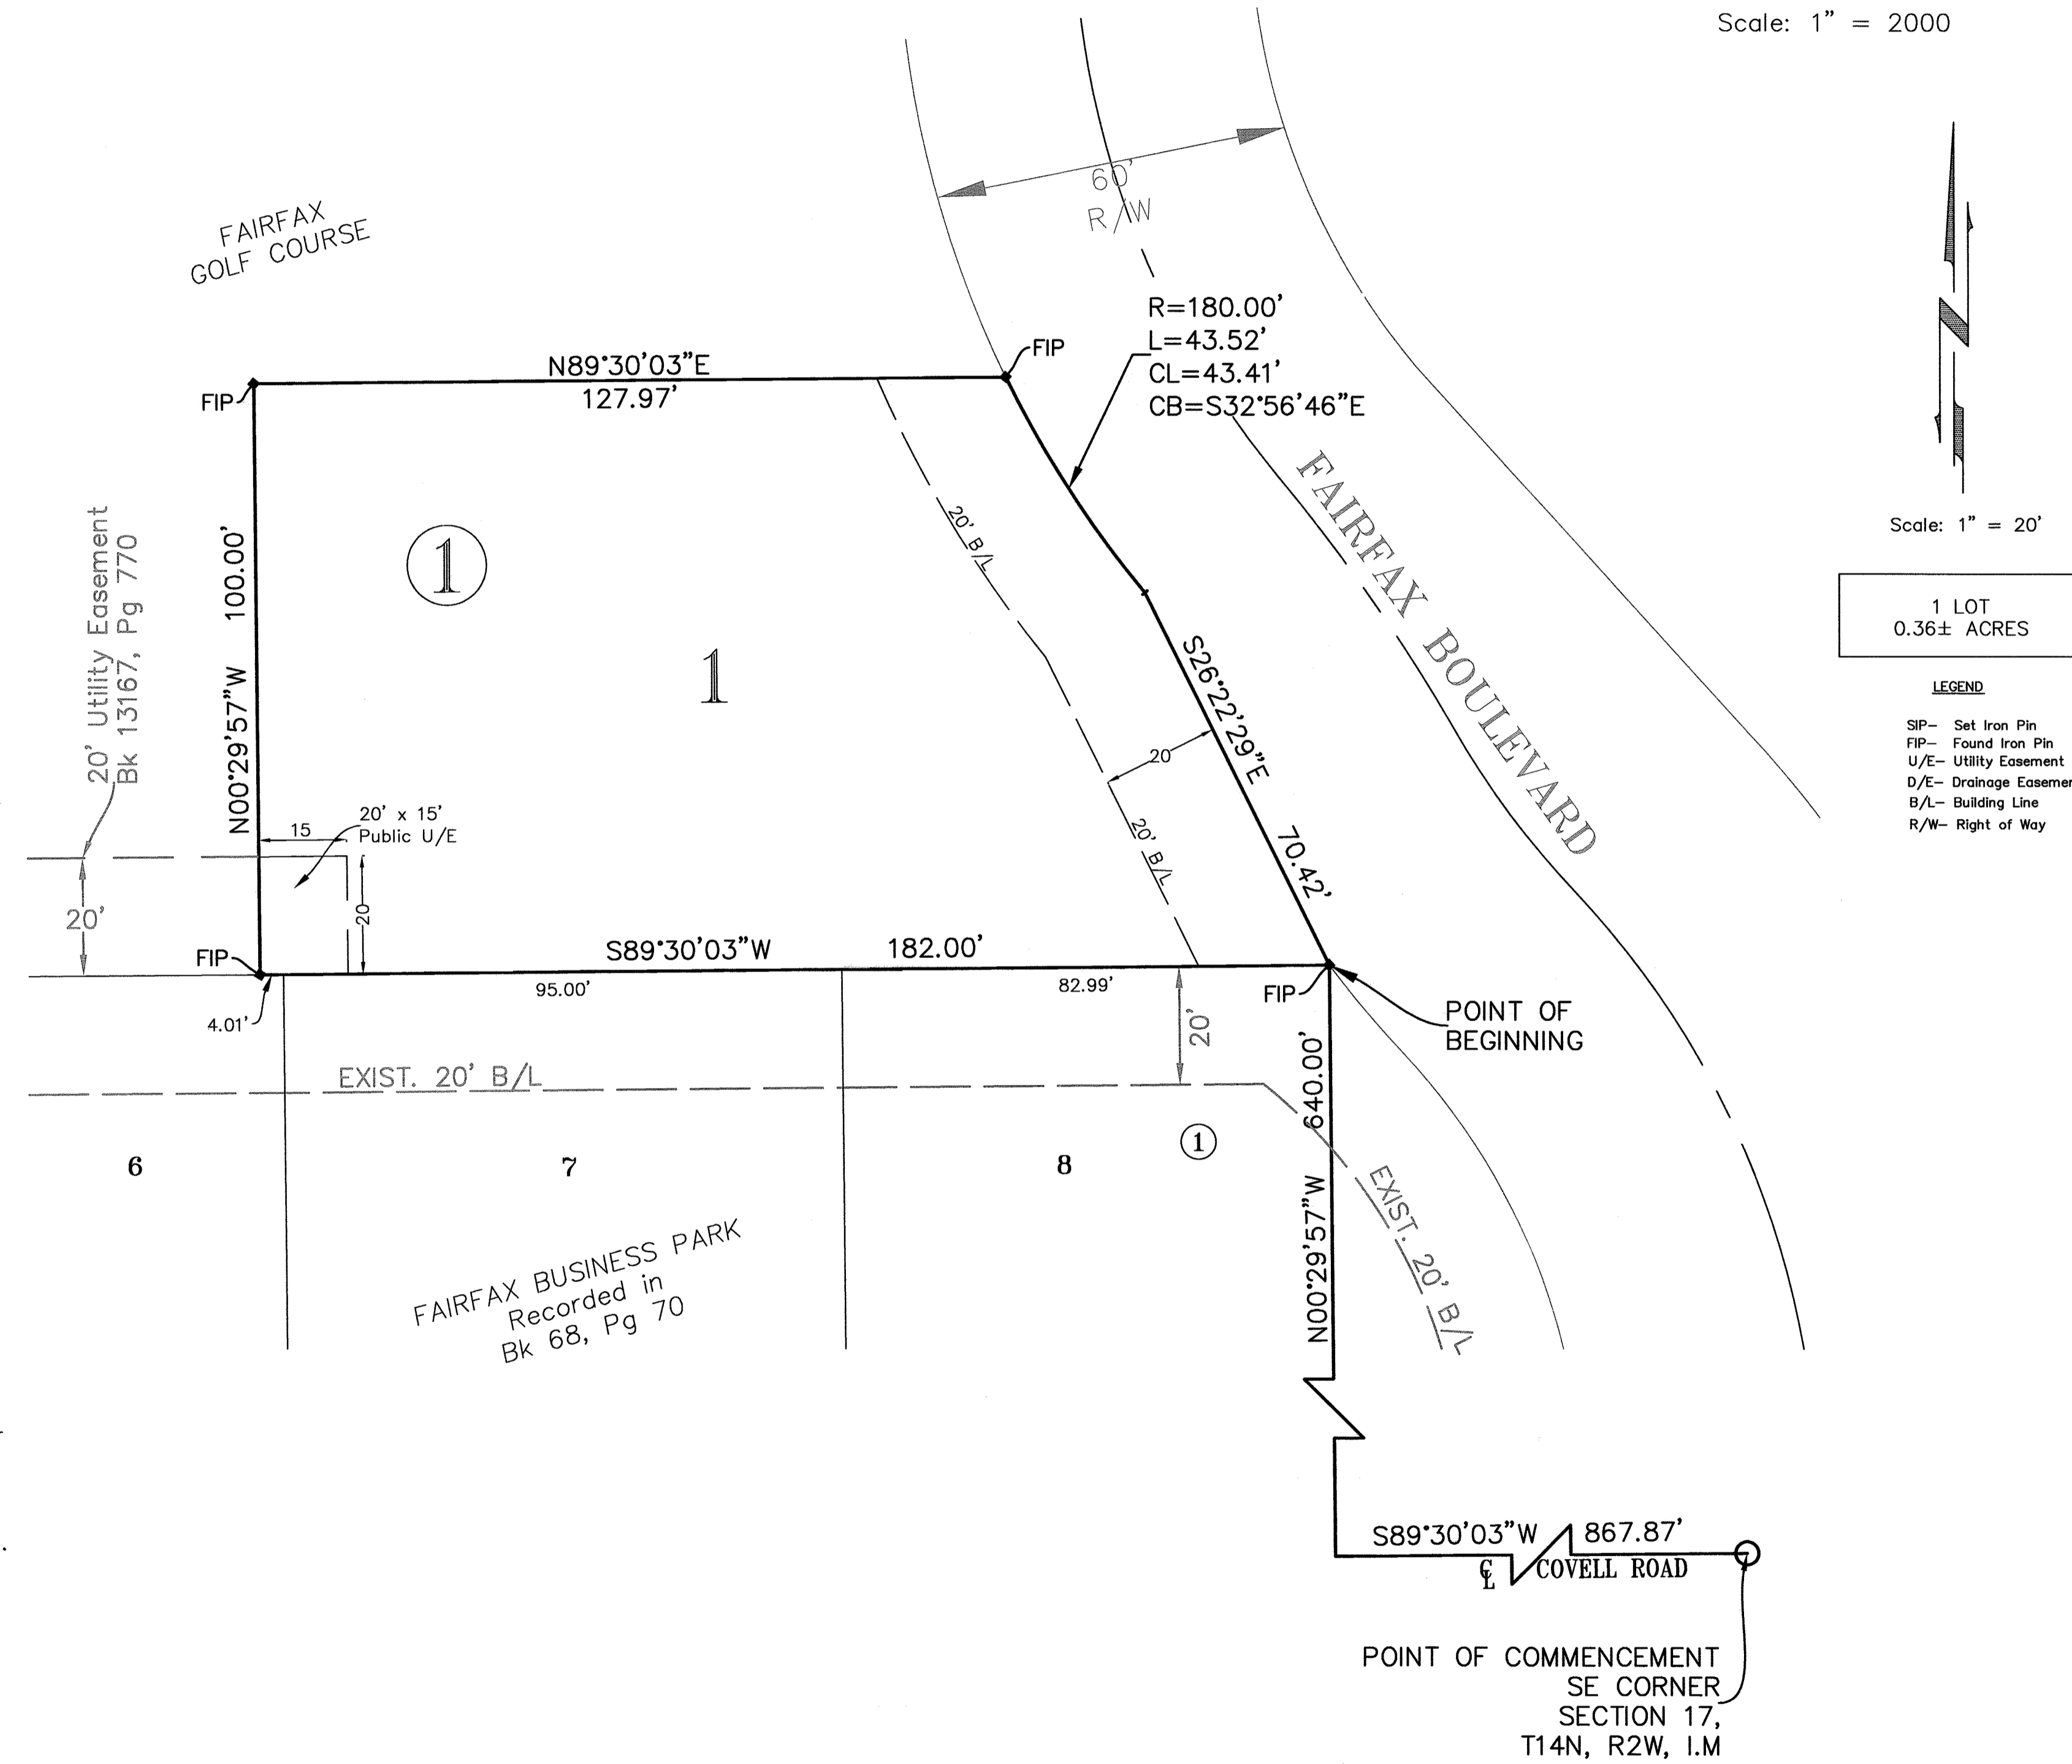 Scale: 1" = 2000
60'
R/W
FAIRFAX
GOLF COURSE
R=180.00'
L=43.52'
CL=43.41'
CB=S32°56'46"E
FIP
N89°30'03"E
127.97'
FIP
FAIRFAX BOULEVARD
Scale: 1" = 20'
1 LOT
0.36± ACRES
LEGEND
SIP- Set Iron Pin
FIP- Found Iron Pin
U/E- Utility Easement
D/E- Drainage Easemen
B/L- Building Line
R/W- Right of Way
20' Utility Easement
Bk 13167, Pg 770
N00°29'57"W 100.00'
1
1
20' B/L
S26°22'29"E 70.42'
20
20' B/L
20' x 15'
Public U/E
15
20
20'
FIP
S89°30'03"W 182.00'
95.00'
82.99'
4.01'
FIP
POINT OF
BEGINNING
20'
EXIST. 20' B/L
N00°29'57"W 640.00'
1
6
7
8
EXIST. 20' B/L
FAIRFAX BUSINESS PARK
Recorded in
Bk 68, Pg 70
S89°30'03"W 867.87'
CL COVELL ROAD
POINT OF COMMENCEMENT
SE CORNER
SECTION 17,
T14N, R2W, I.M